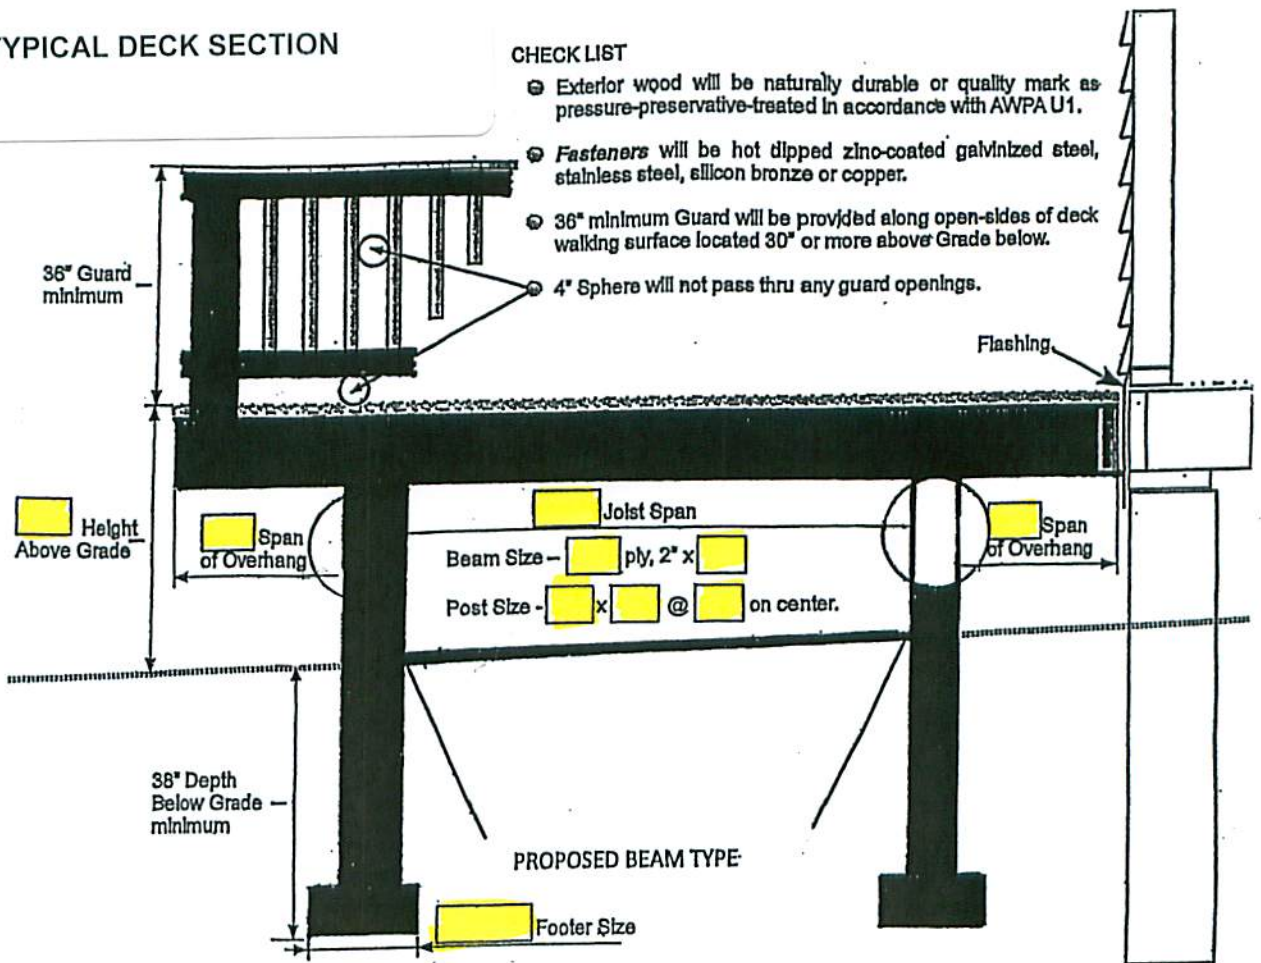 TYPICAL DECK SECTION
CHECK LIST
Exterior wood will be naturally durable or quality mark as
pressure-preservative-treated in accordance with AWPA U1.
Fasteners will be hot dipped zinc-coated galvinized steel,
stainless steel, silicon bronze or copper.
36" minimum Guard will be provided along open-sides of deck
walking surface located 30" or more above Grade below.
4" Sphere will not pass thru any guard openings.
36" Guard
minimum
Flashing
Height
Above Grade
Span
of Overhang
Joist Span
Beam Size - ply, 2" x
Post Size - x @ on center.
Span
of Overhang
38" Depth
Below Grade
minimum
PROPOSED BEAM TYPE
Footer Size